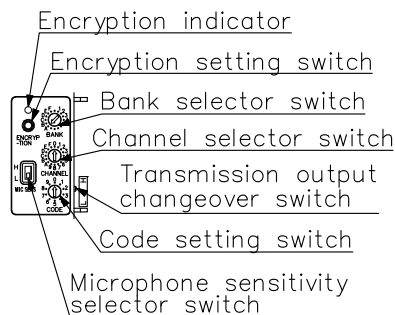 Encryption indicator
Encryption setting switch
Bank selector switch
Channel selector switch
Transmission output
changeover switch
Code setting switch
Microphone sensitivity
selector switch
ENCRYP
-TION
BANK
CHANNEL
H
L
MIC SENS
CODE